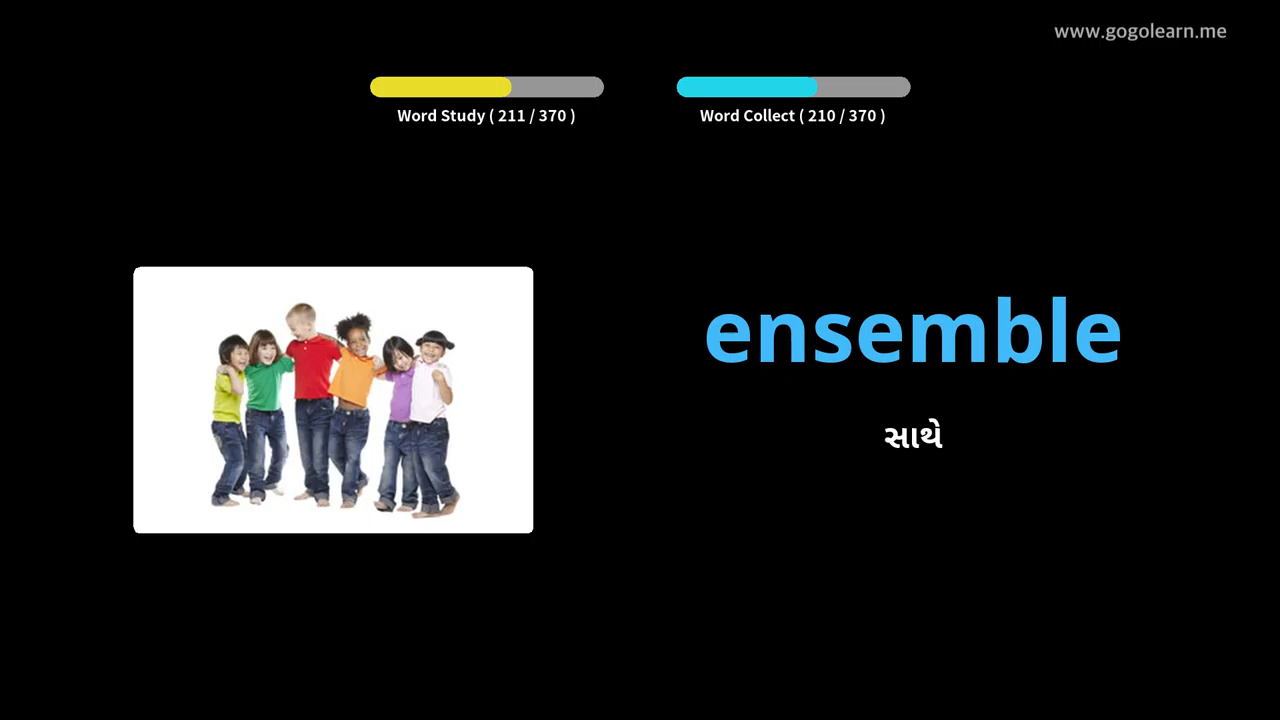 www.gogolearn.me
Word Study ( 211 / 370 )
Word Collect ( 210 / 370 )
ensemble
સાથે